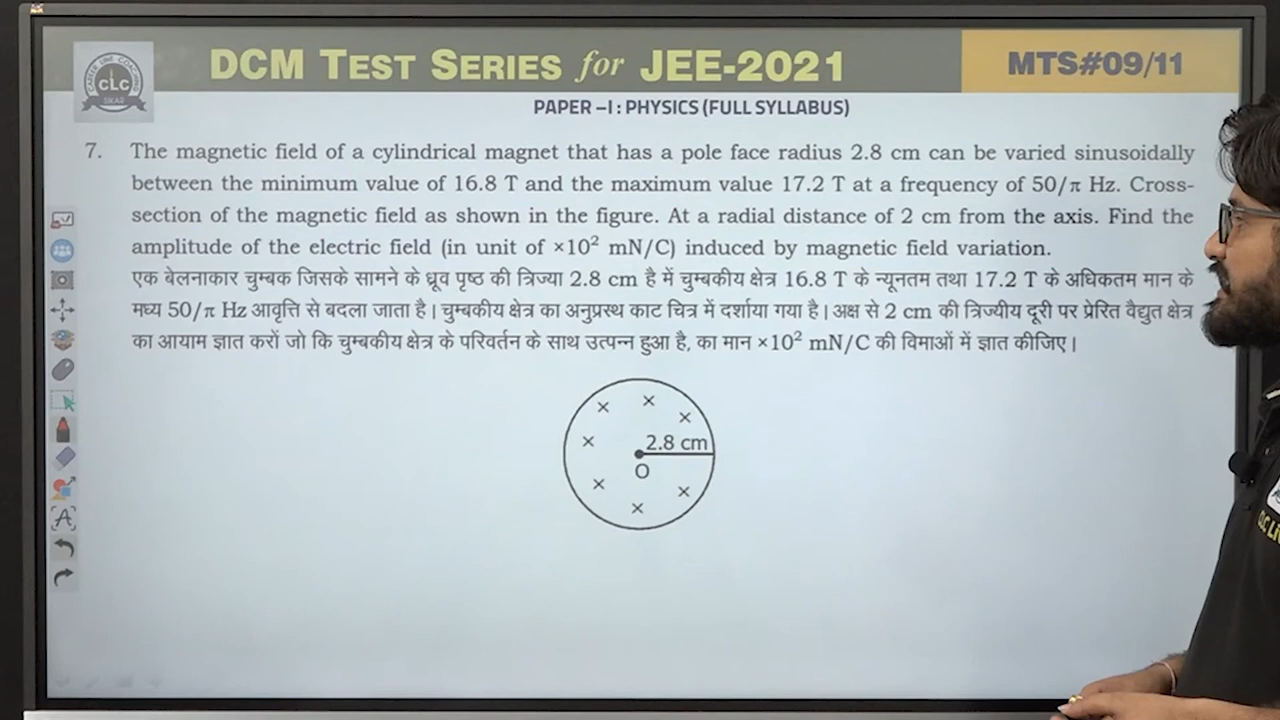 DCM TEST SERIES for JEE-2021
MTS#09/11
CAREER LINE COACHING
CLC
SIKAR
PAPER –I : PHYSICS (FULL SYLLABUS)
7. The magnetic field of a cylindrical magnet that has a pole face radius 2.8 cm can be varied sinusoidally
between the minimum value of 16.8 T and the maximum value 17.2 T at a frequency of 50/π Hz. Cross-
section of the magnetic field as shown in the figure. At a radial distance of 2 cm from the axis. Find the
amplitude of the electric field (in unit of ×10² mN/C) induced by magnetic field variation.
एक बेलनाकार चुम्बक जिसके सामने के ध्रुव पृष्ठ की त्रिज्या 2.8 cm है में चुम्बकीय क्षेत्र 16.8 T के न्यूनतम तथा 17.2 T के अधिकतम मान के
मध्य 50/π Hz आवृत्ति से बदला जाता है। चुम्बकीय क्षेत्र का अनुप्रस्थ काट चित्र में दर्शाया गया है। अक्ष से 2 cm की त्रिज्यीय दूरी पर प्रेरित वैद्युत क्षेत्र
का आयाम ज्ञात करों जो कि चुम्बकीय क्षेत्र के परिवर्तन के साथ उत्पन्न हुआ है, का मान ×10² mN/C की विमाओं में ज्ञात कीजिए।
2.8 cm
O